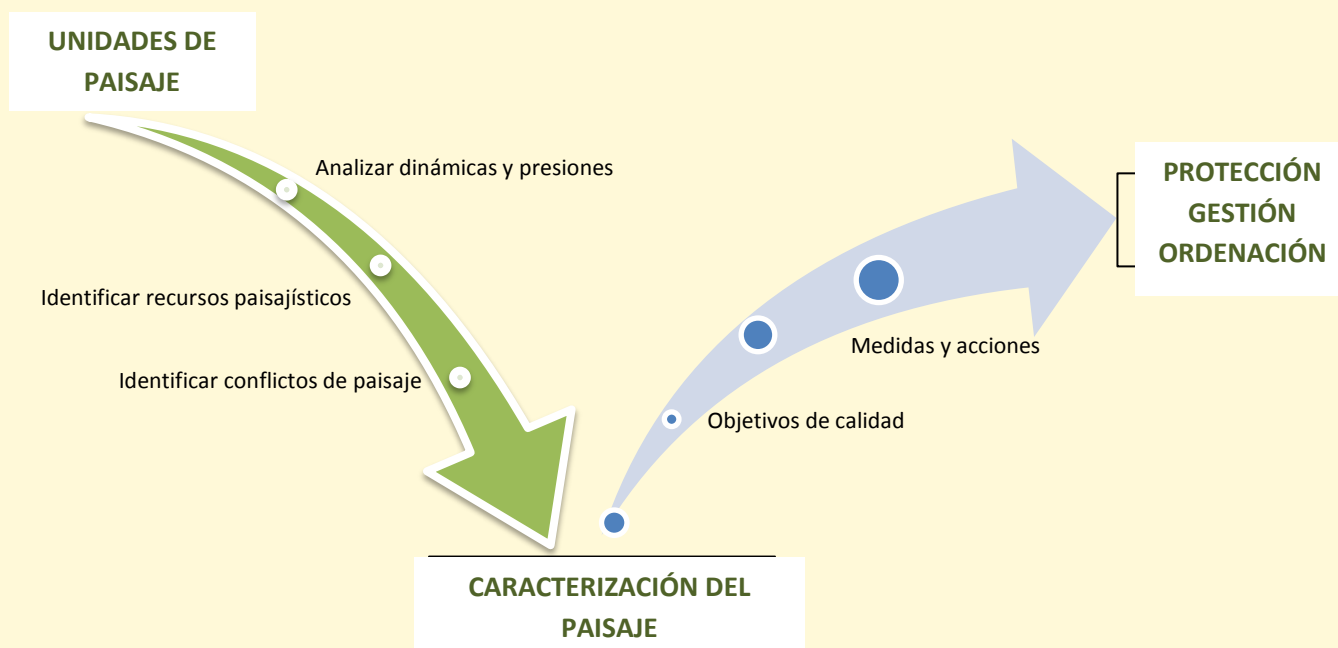 UNIDADES DE
PAISAJE
Analizar dinámicas y presiones
Identificar recursos paisajísticos
Identificar conflictos de paisaje
CARACTERIZACIÓN DEL
PAISAJE
Objetivos de calidad
Medidas y acciones
PROTECCIÓN
GESTIÓN
ORDENACIÓN